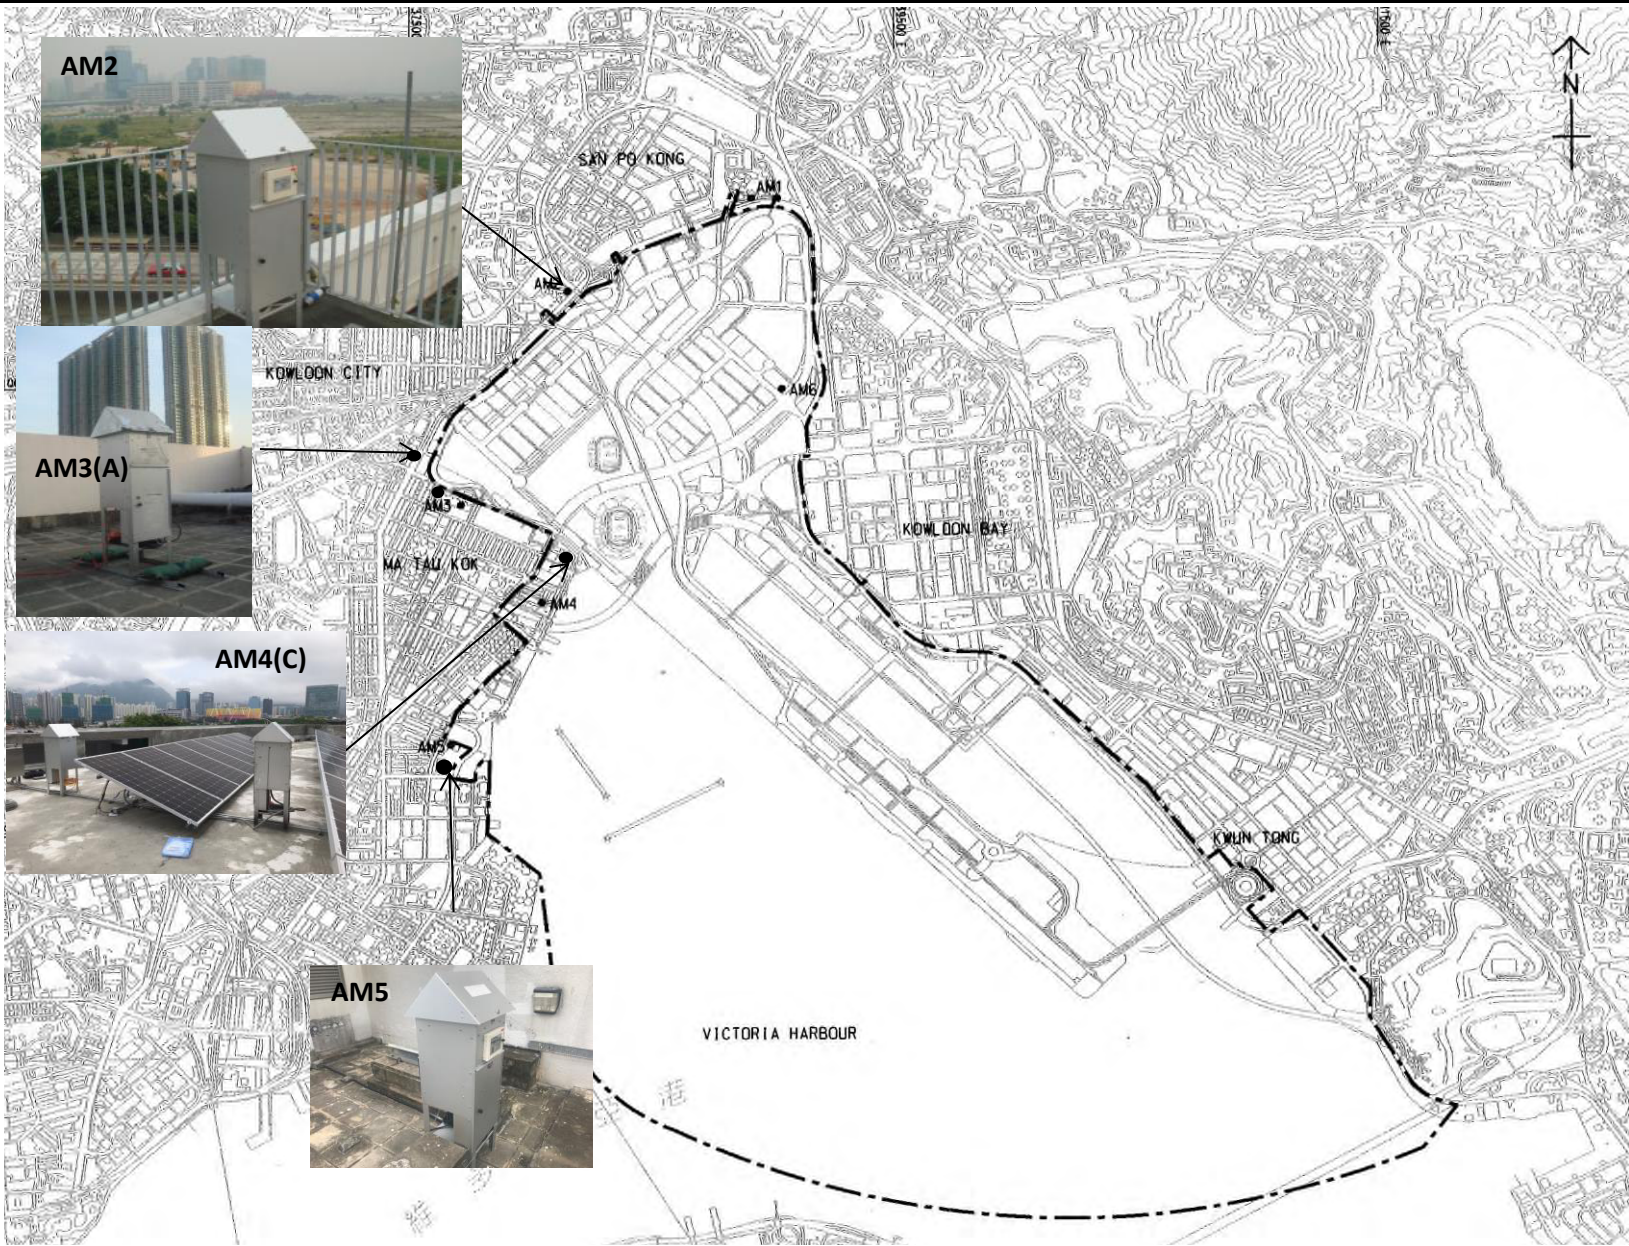 AM2
N
SAN PO KONG
AM1
AM2
KOWLOON CITY
AM6
AM3(A)
AM3
KOWLOON BAY
MA TAU KOK
AM4
AM4(C)
AM5
KWUN TONG
AM5
VICTORIA HARBOUR
港